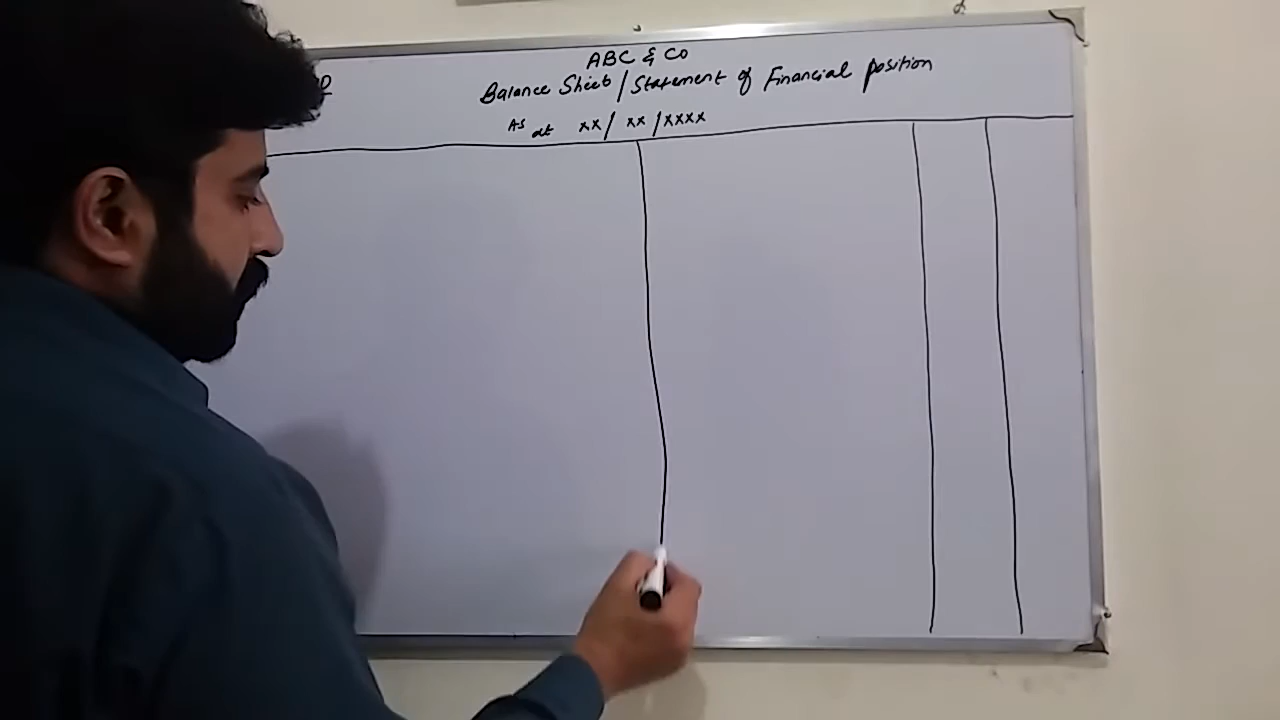 ABC & CO
Balance Sheet / Statement of Financial position
As at xx / xx / xxxx